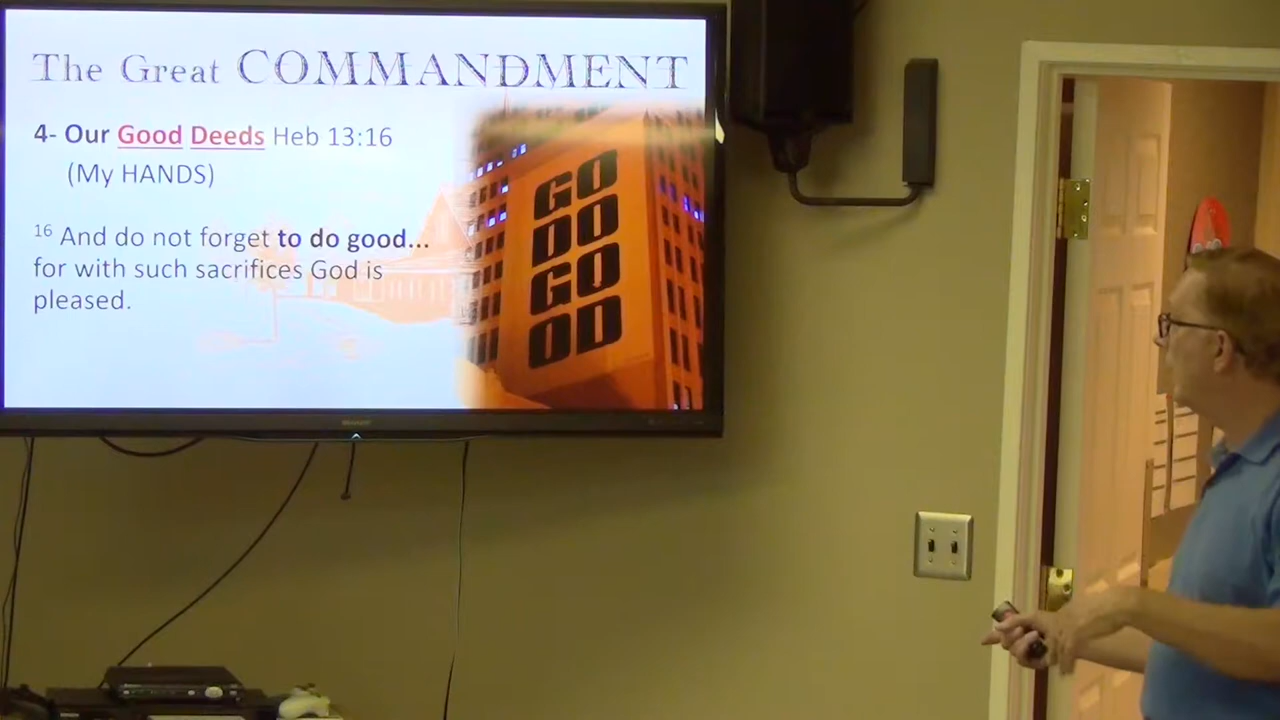 The Great COMMANDMENT
4- Our Good Deeds Heb 13:16
(My HANDS)
16 And do not forget to do good...
for with such sacrifices God is
pleased.
GO
OD
GO
OD
SHARP